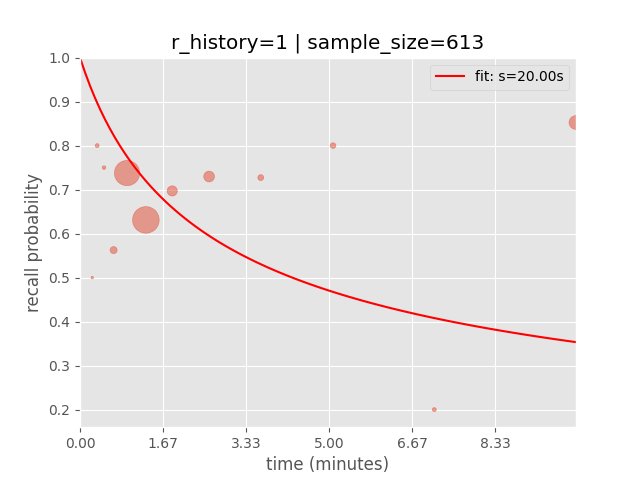 r_history=1 | sample_size=613
fit: s=20.00s
recall probability
1.0
0.9
0.8
0.7
0.6
0.5
0.4
0.3
0.2
0.00 1.67 3.33 5.00 6.67 8.33
time (minutes)